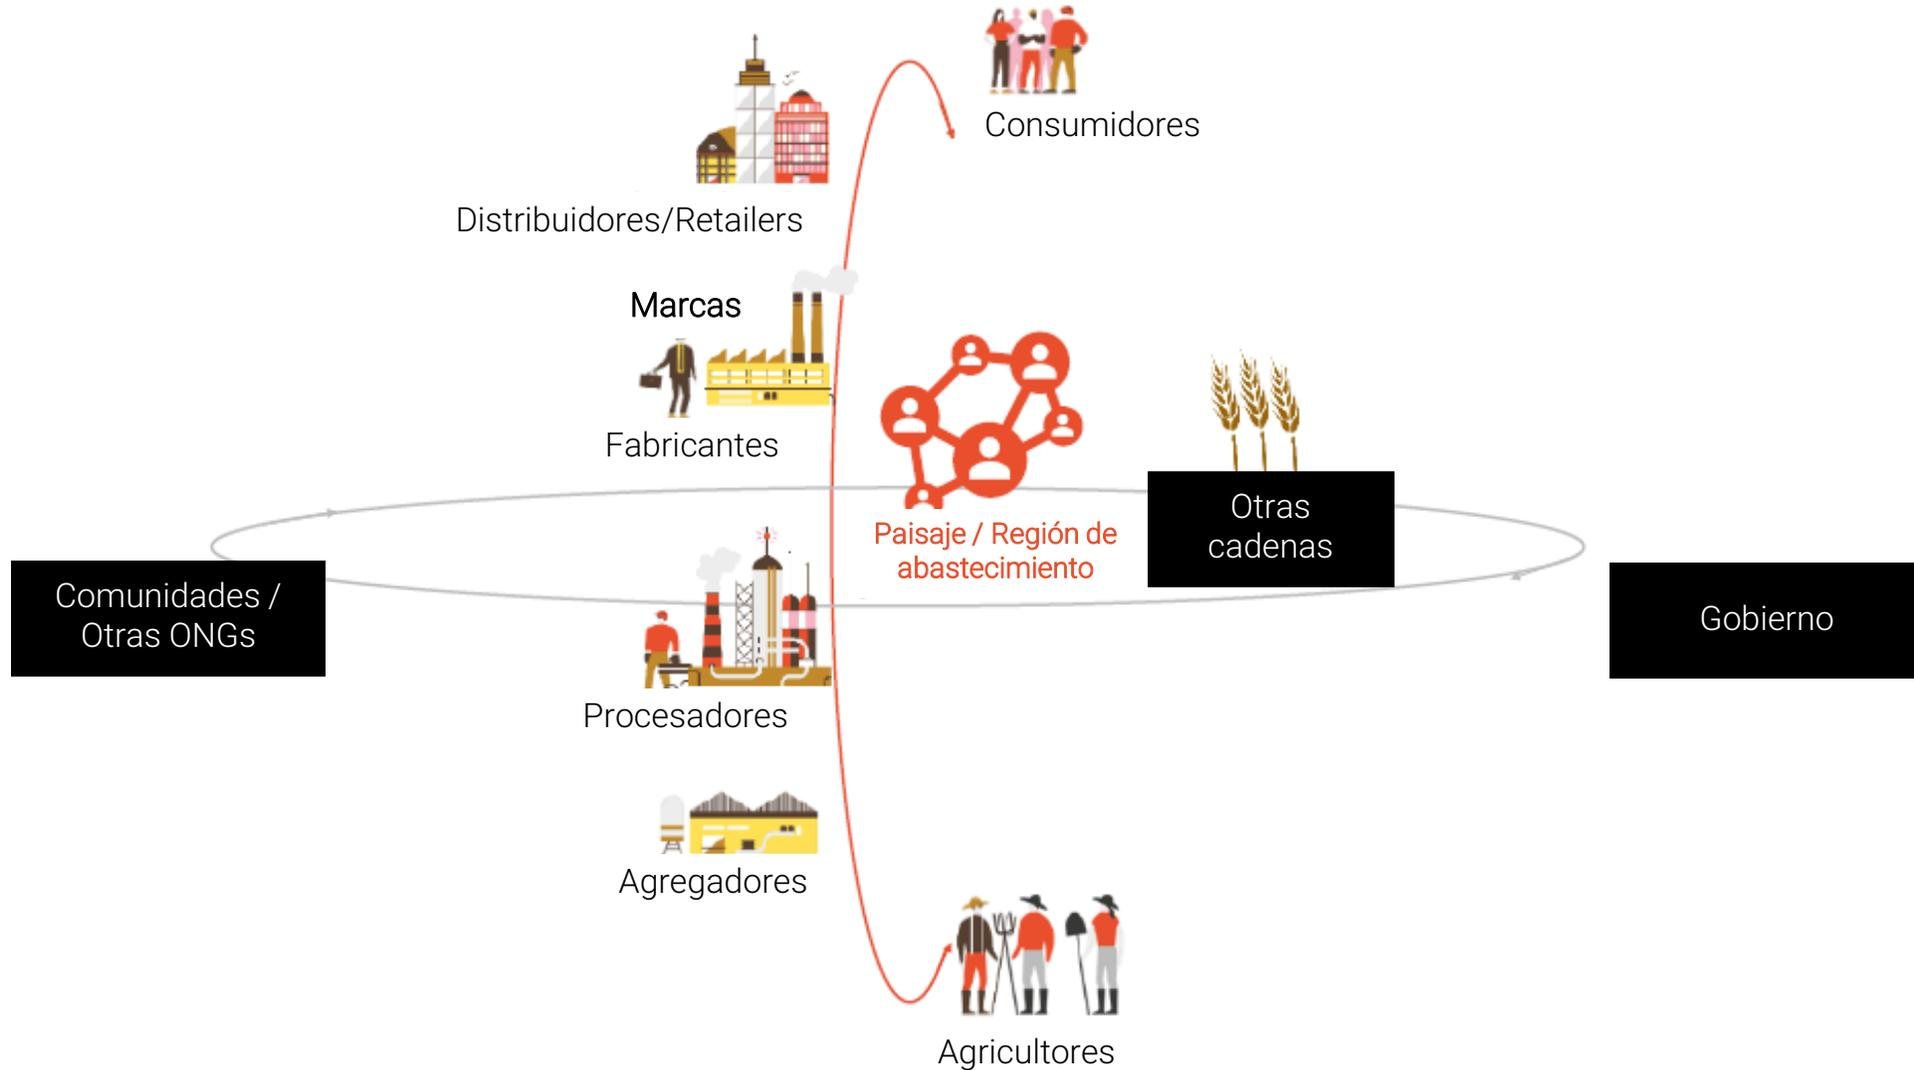 Consumidores
Distribuidores/Retailers
Marcas
Fabricantes
Paisaje / Región de
abastecimiento
Otras
cadenas
Comunidades /
Otras ONGs
Gobierno
Procesadores
Agregadores
Agricultores